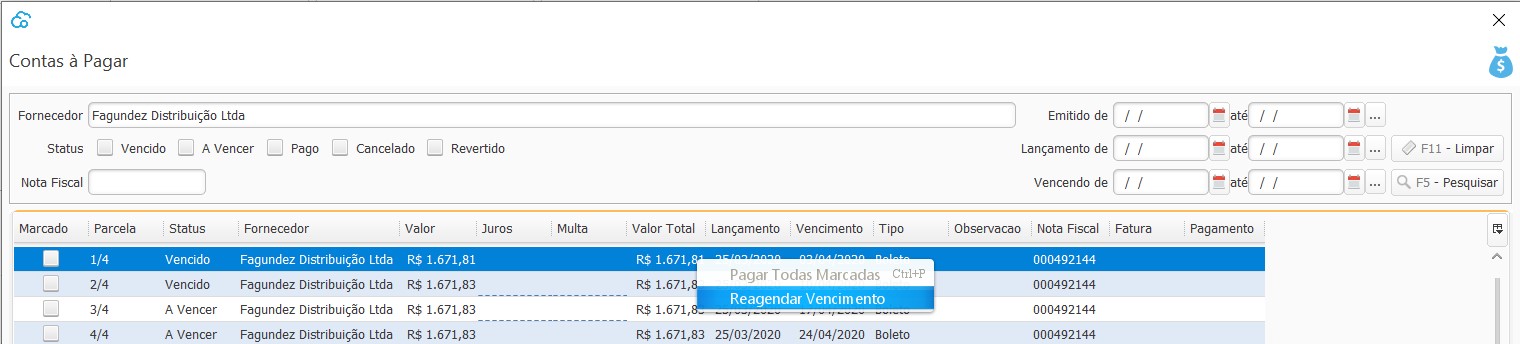 Contas à Pagar
Fornecedor Fagundez Distribuição Ltda Emitido de / / até / / ...
Status Vencido A Vencer Pago Cancelado Revertido Lançamento de / / até / / ... F11 - Limpar
Nota Fiscal Vencendo de / / até / / ... F5 - Pesquisar
Marcado Parcela Status Fornecedor Valor Juros Multa Valor Total Lançamento Vencimento Tipo Observacao Nota Fiscal Fatura Pagamento
1/4 Vencido Fagundez Distribuição Ltda R$ 1.671,81 R$ 1.671,81 25/03/2020 03/04/2020 Boleto 000492144
Pagar Todas Marcadas Ctrl+P
2/4 Vencido Fagundez Distribuição Ltda R$ 1.671,83 R$ 1.671,83 000492144
Reagendar Vencimento
3/4 A Vencer Fagundez Distribuição Ltda R$ 1.671,83 R$ 1.671,83 25/03/2020 17/04/2020 Boleto 000492144
4/4 A Vencer Fagundez Distribuição Ltda R$ 1.671,83 R$ 1.671,83 25/03/2020 24/04/2020 Boleto 000492144